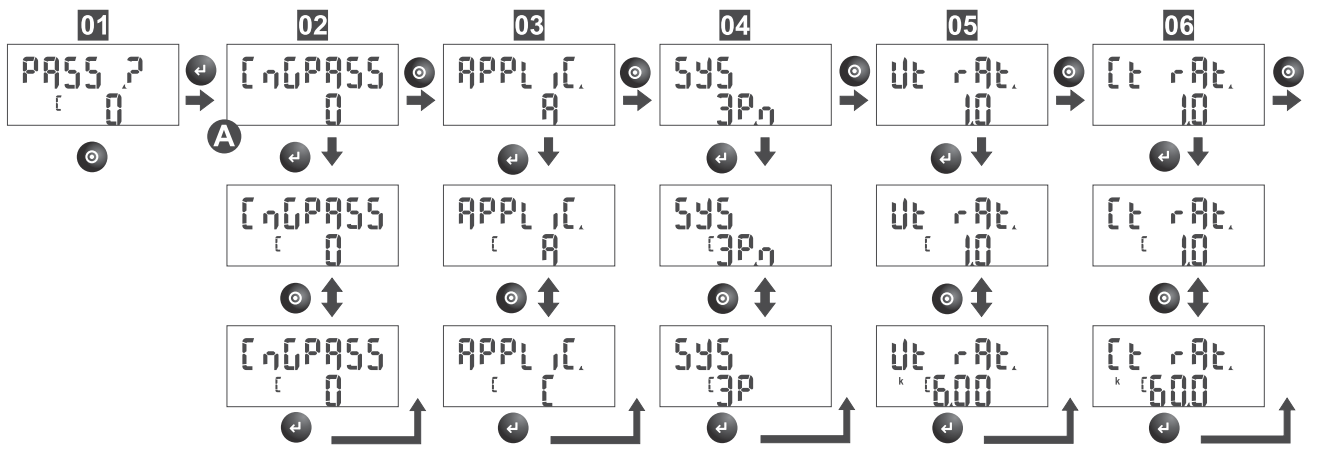 01
02
03
04
05
06
PASS ?
[ 0
CnGPASS
0
APPLiC.
A
SYS
3P.n
Ut rAt.
1.0
Ct rAt.
1.0
A
CnGPASS
[ 0
APPLiC.
[ A
SYS
[3P.n
Ut rAt.
[ 1.0
Ct rAt.
[ 1.0
CnGPASS
[ 0
APPLiC.
[ C
SYS
[3P
Ut rAt.
k [6.00
Ct rAt.
k [60.0